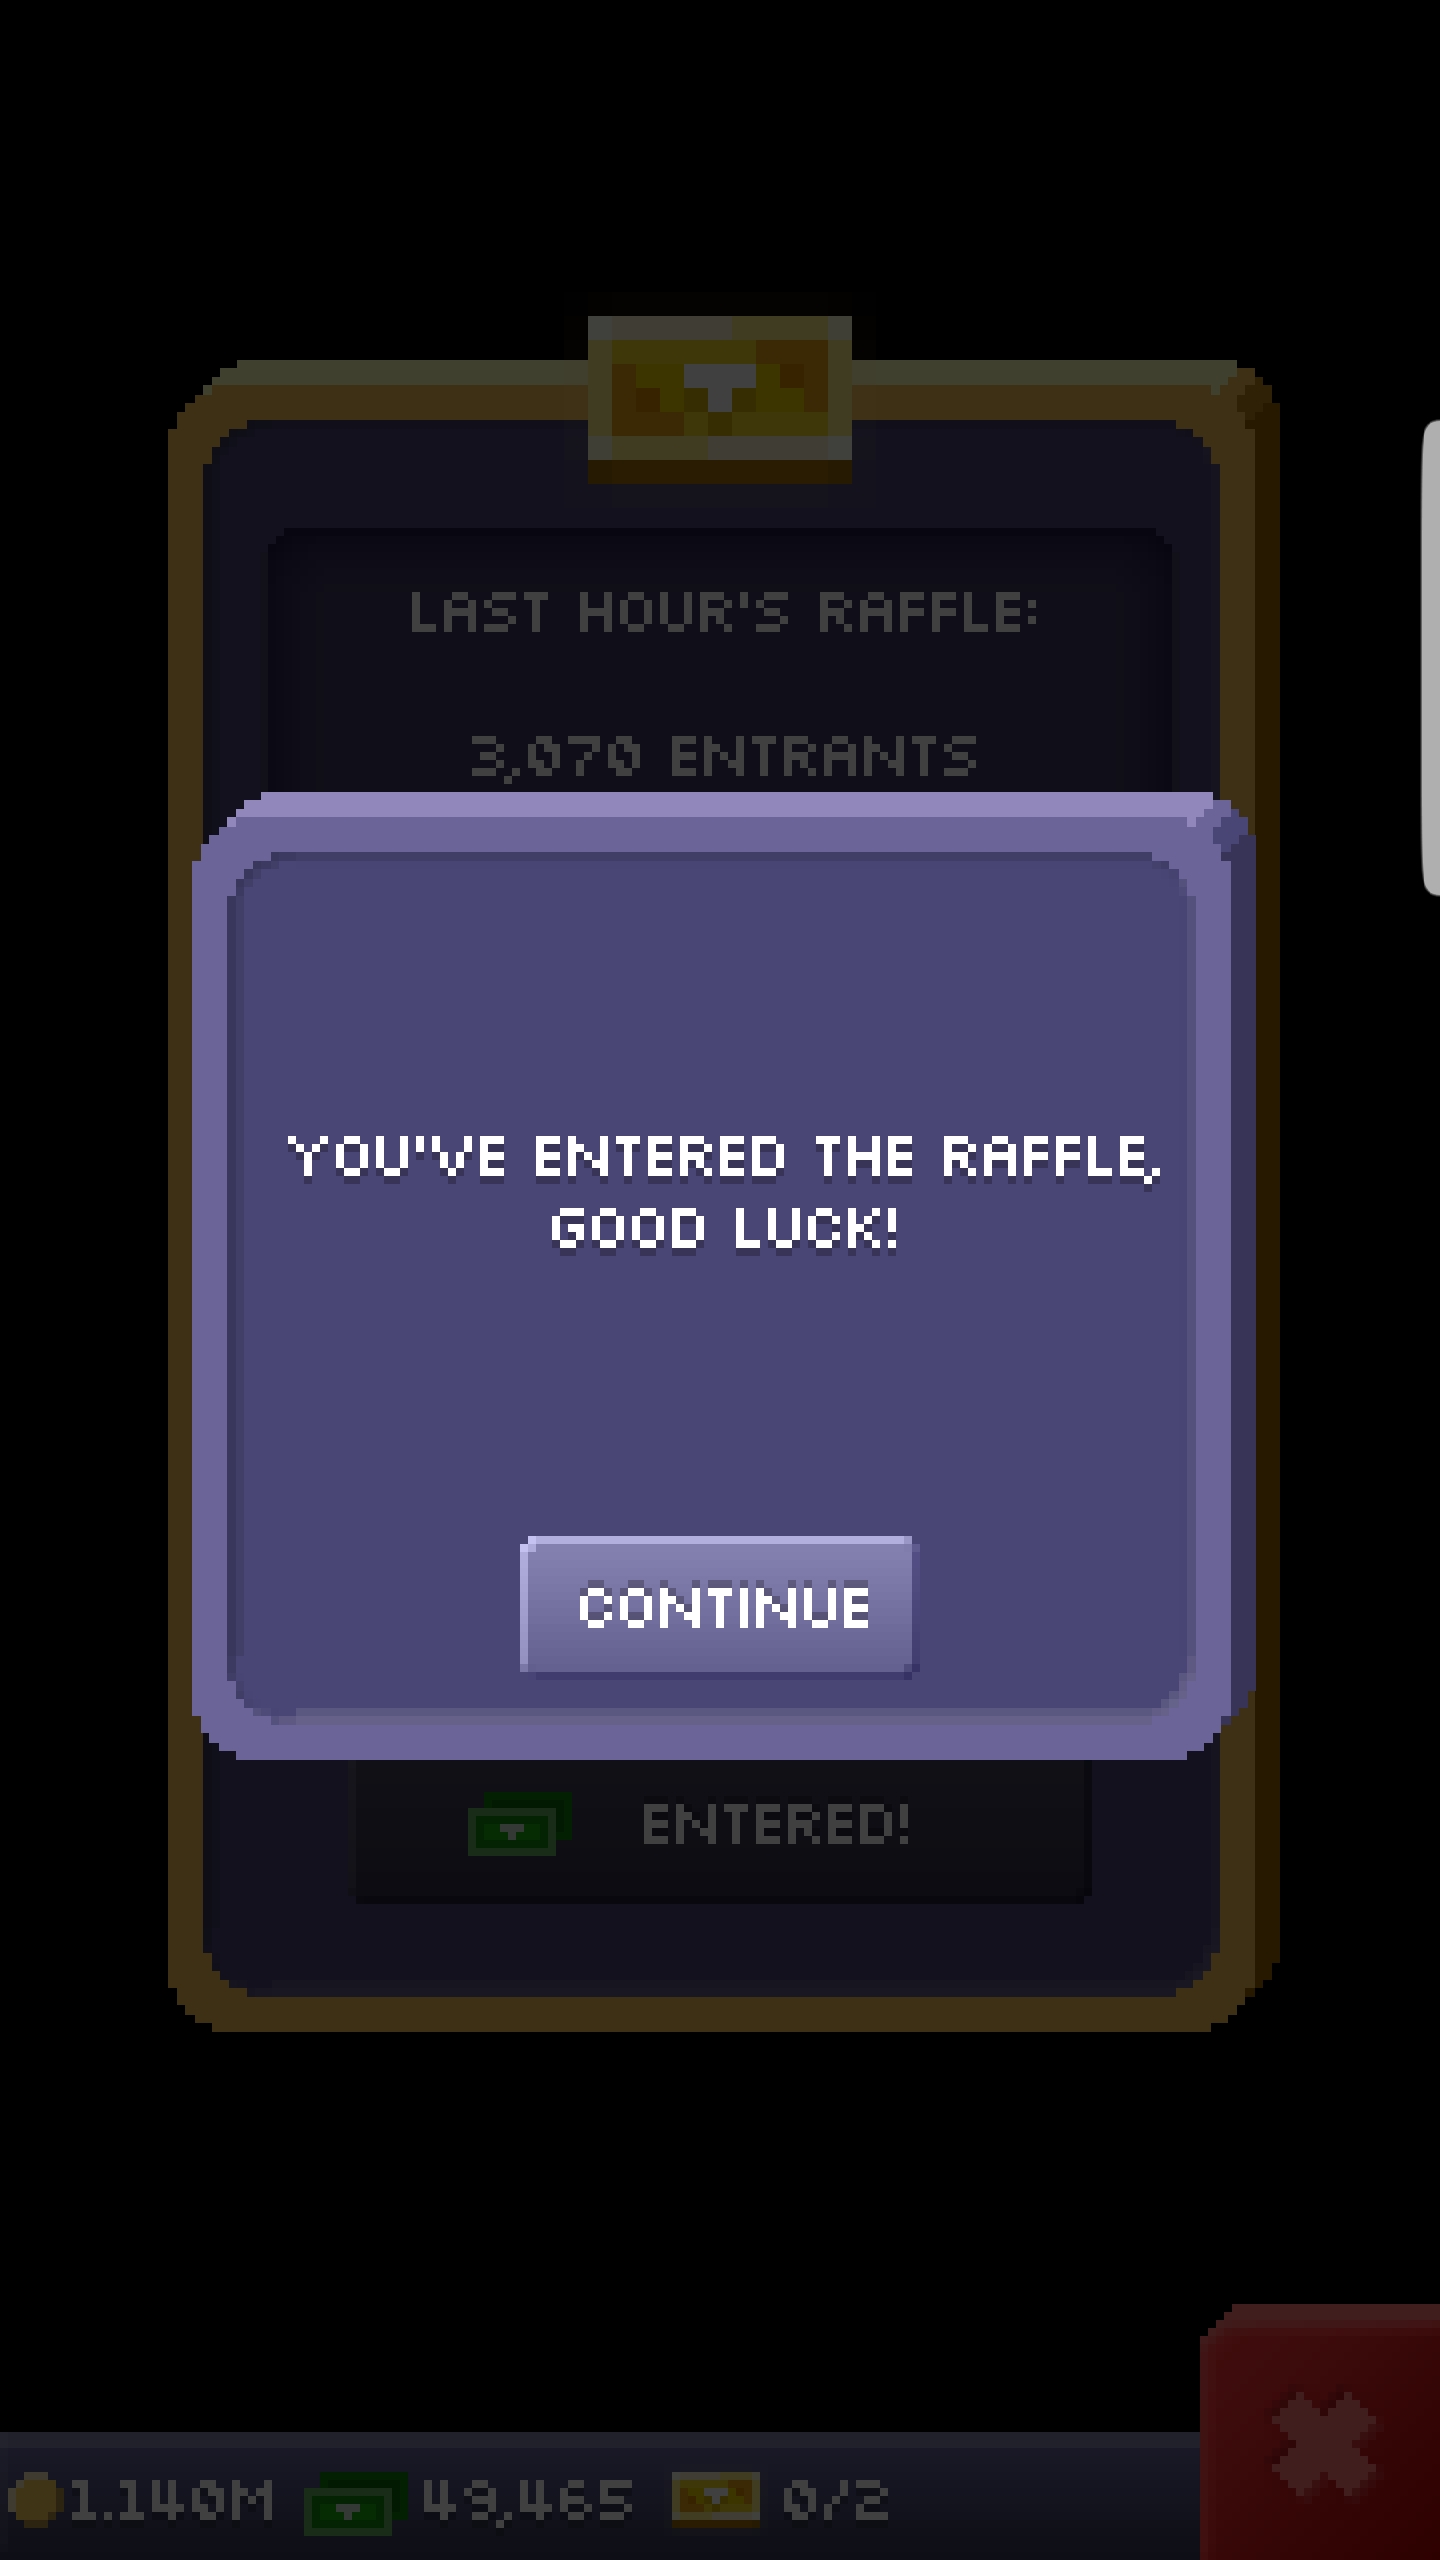 LAST HOUR'S RAFFLE:
3,070 ENTRANTS
YOU'VE ENTERED THE RAFFLE,
GOOD LUCK!
CONTINUE
ENTERED!
1.140M 49,465 0/2